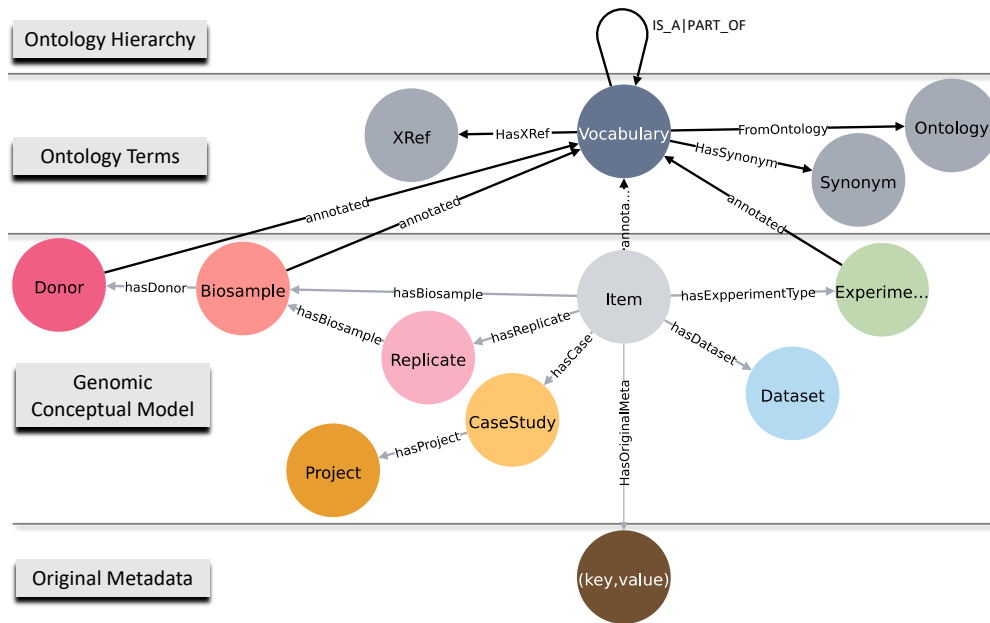 Ontology Hierarchy
IS_A|PART_OF
Ontology Terms
XRef
HasXRef
Vocabulary
FromOntology
Ontology
HasSynonym
Synonym
annotated
annotated
annota...
annotated
Donor
hasDonor
Biosample
hasBiosample
Item
hasExpperimentType
Experime...
hasBiosample
hasReplicate
Replicate
hasCase
hasDataset
Dataset
Genomic
Conceptual Model
CaseStudy
HasOriginalMeta
hasProject
Project
Original Metadata
(key,value)